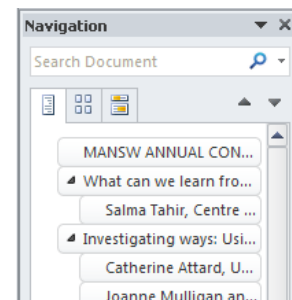 Navigation
Search Document
MANSW ANNUAL CON...
What can we learn fro...
Salma Tahir, Centre ...
Investigating ways: Usi...
Catherine Attard, U...
Joanne Mulligan an...